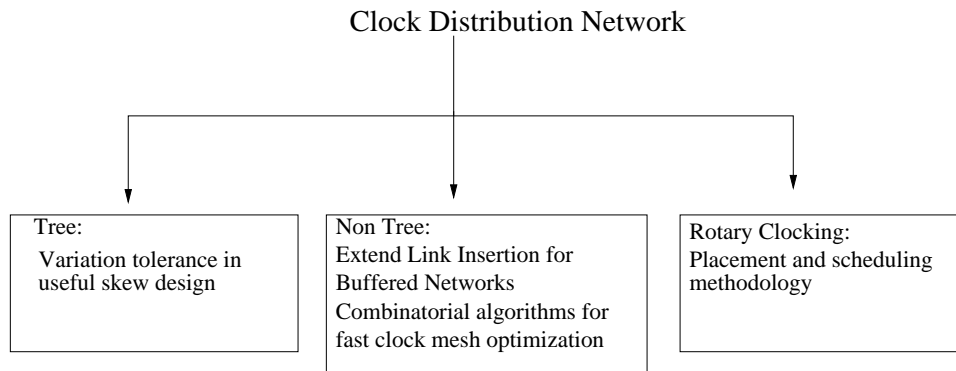 Clock Distribution Network
Tree:
Variation tolerance in
useful skew design
Non Tree:
Extend Link Insertion for
Buffered Networks
Combinatorial algorithms for
fast clock mesh optimization
Rotary Clocking:
Placement and scheduling
methodology